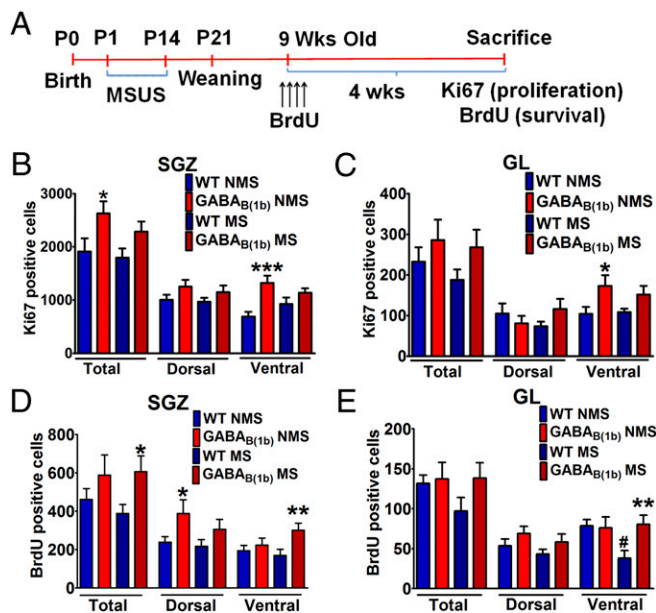 A
P0 P1 P14 P21 9 Wks Old Sacrifice
Birth MSUS Weaning BrdU 4 wks Ki67 (proliferation)
BrdU (survival)
B
SGZ
WT NMS
GABAB(1b) NMS
WT MS
GABAB(1b) MS
Ki67 positive cells
3000
2000
1000
0
*
***
Total Dorsal Ventral
C
GL
WT NMS
GABAB(1b) NMS
WT MS
GABAB(1b) MS
Ki67 positive cells
400
300
200
100
0
*
Total Dorsal Ventral
D
SGZ
WT NMS
GABAB(1b) NMS
WT MS
GABAB(1b) MS
BrdU positive cells
800
600
400
200
0
*
*
**
Total Dorsal Ventral
E
GL
WT NMS
GABAB(1b) NMS
WT MS
GABAB(1b) MS
BrdU positive cells
200
150
100
50
0
#
**
Total Dorsal Ventral